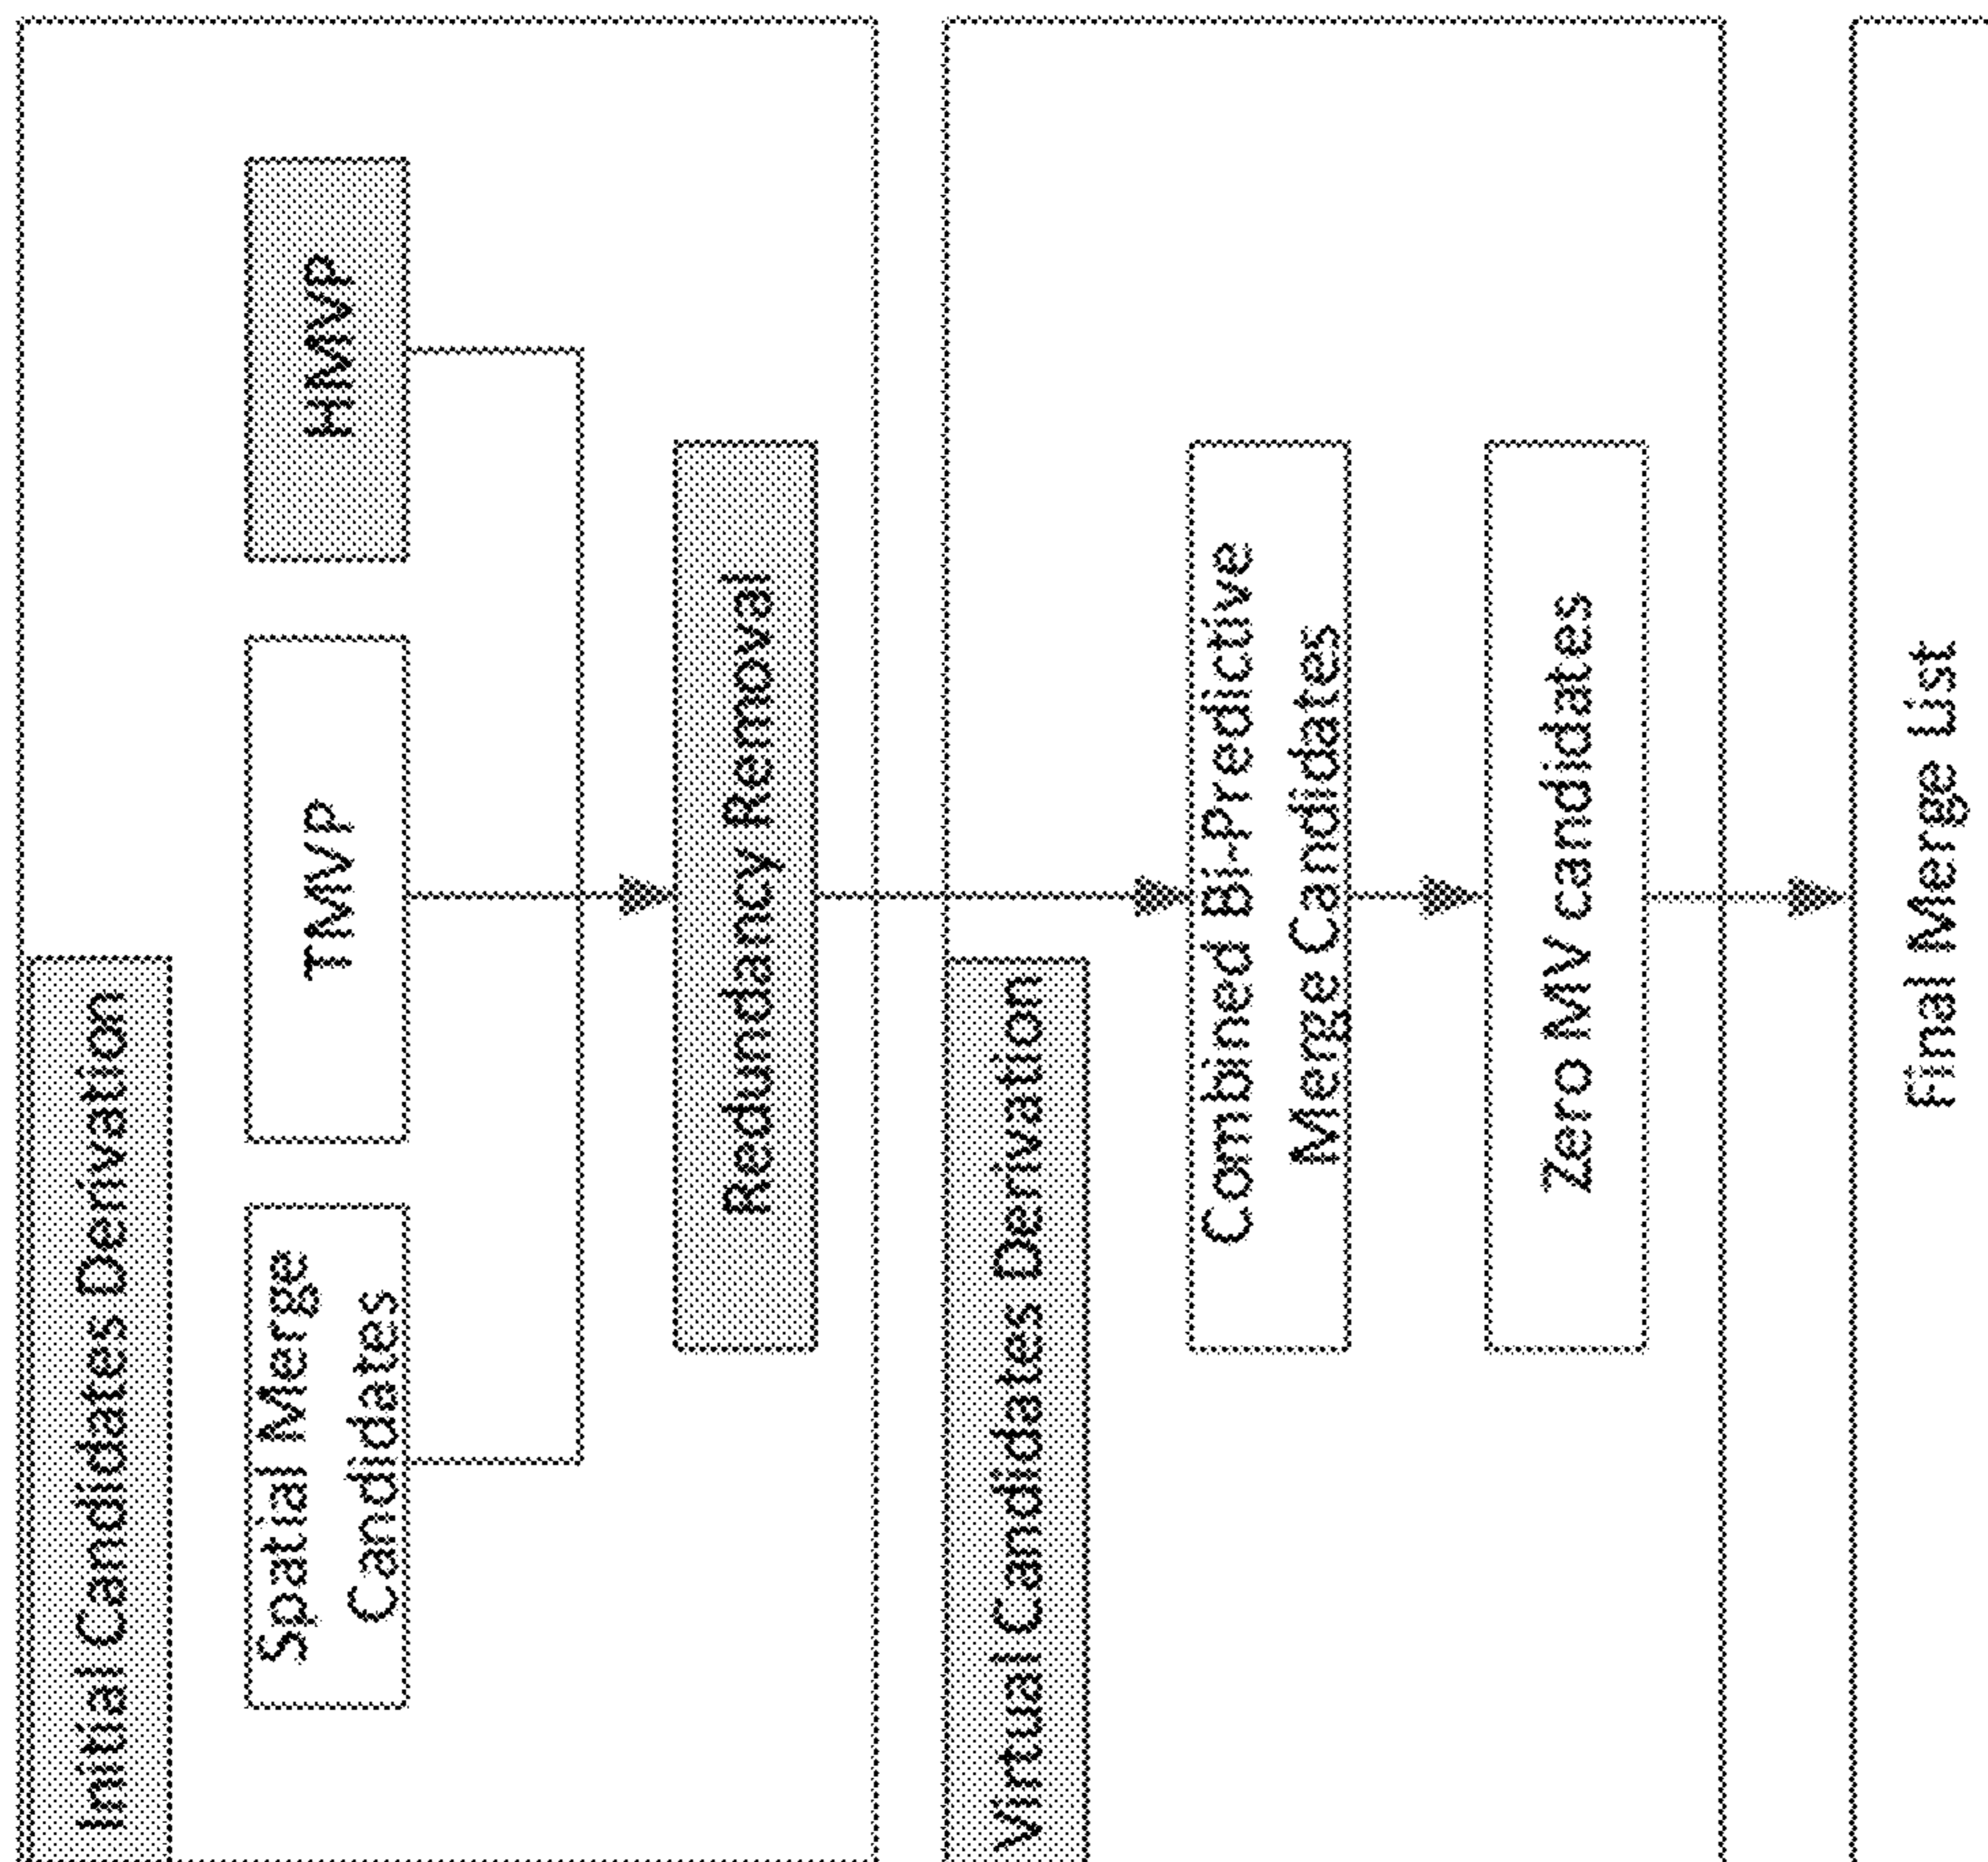 Initial Candidates Derivation
Spatial Merge
Candidates
TMVP
HMVP
Redundancy Removal
Virtual Candidates Derivation
Combined Bi-Predictive
Merge Candidates
Zero MV candidates
Final Merge List